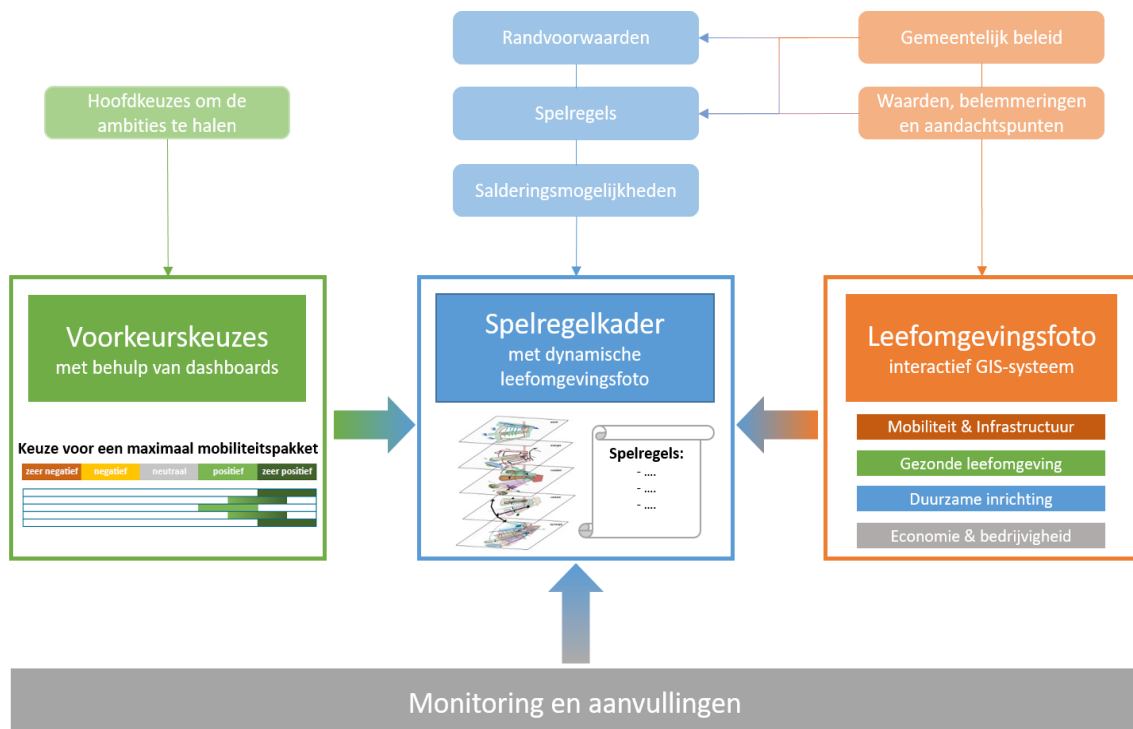 Randvoorwaarden
Gemeentelijk beleid
Hoofdkeuzes om de
ambities te halen
Spelregels
Waarden, belemmeringen
en aandachtspunten
Salderingsmogelijkheden
Voorkeurskeuzes
met behulp van dashboards
Keuze voor een maximaal mobiliteitspakket
zeer negatief negatief neutraal positief zeer positief
Spelregelkader
met dynamische
leefomgevingsfoto
Spelregels:
- ....
- ....
- ....
Leefomgevingsfoto
interactief GIS-systeem
Mobiliteit & Infrastructuur
Gezonde leefomgeving
Duurzame inrichting
Economie & bedrijvigheid
Monitoring en aanvullingen